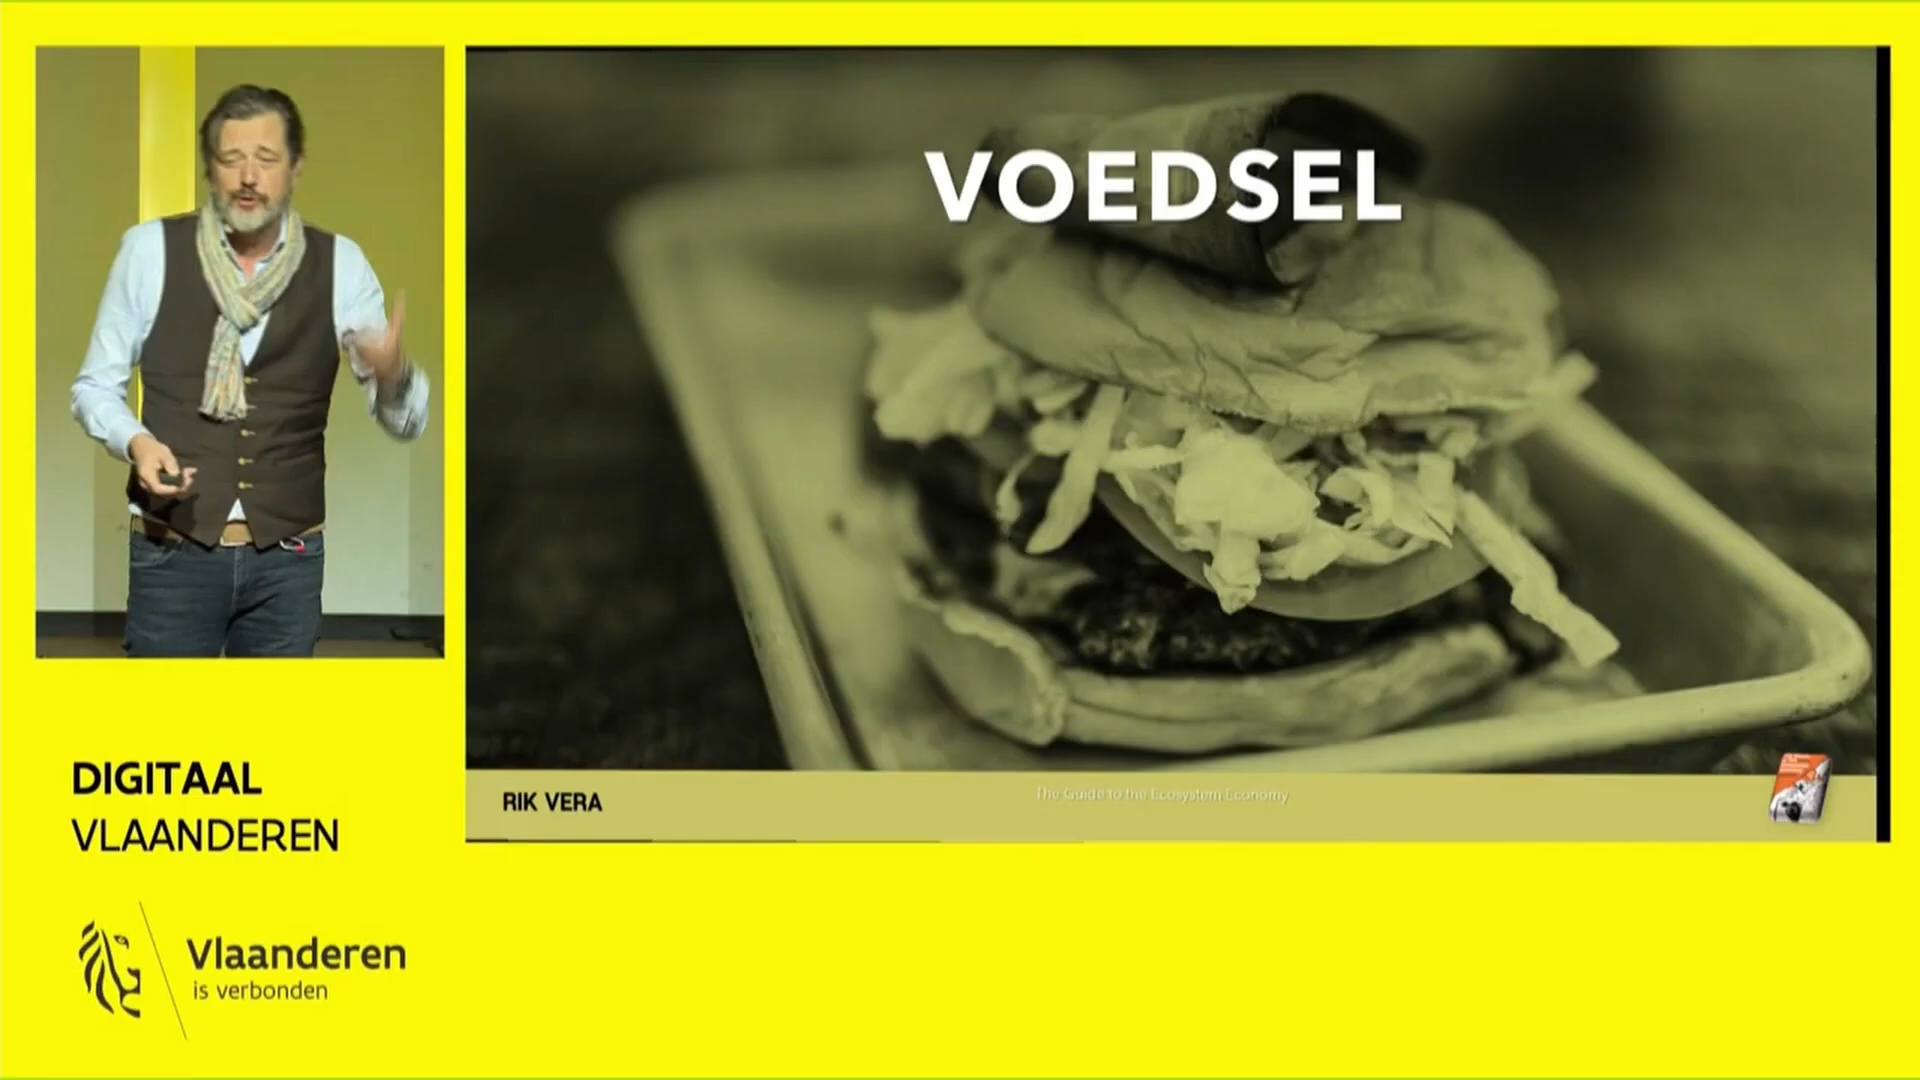 VOEDSEL
RIK VERA
The Guide to the Ecosystem Economy
DIGITAAL
VLAANDEREN
Vlaanderen
is verbonden